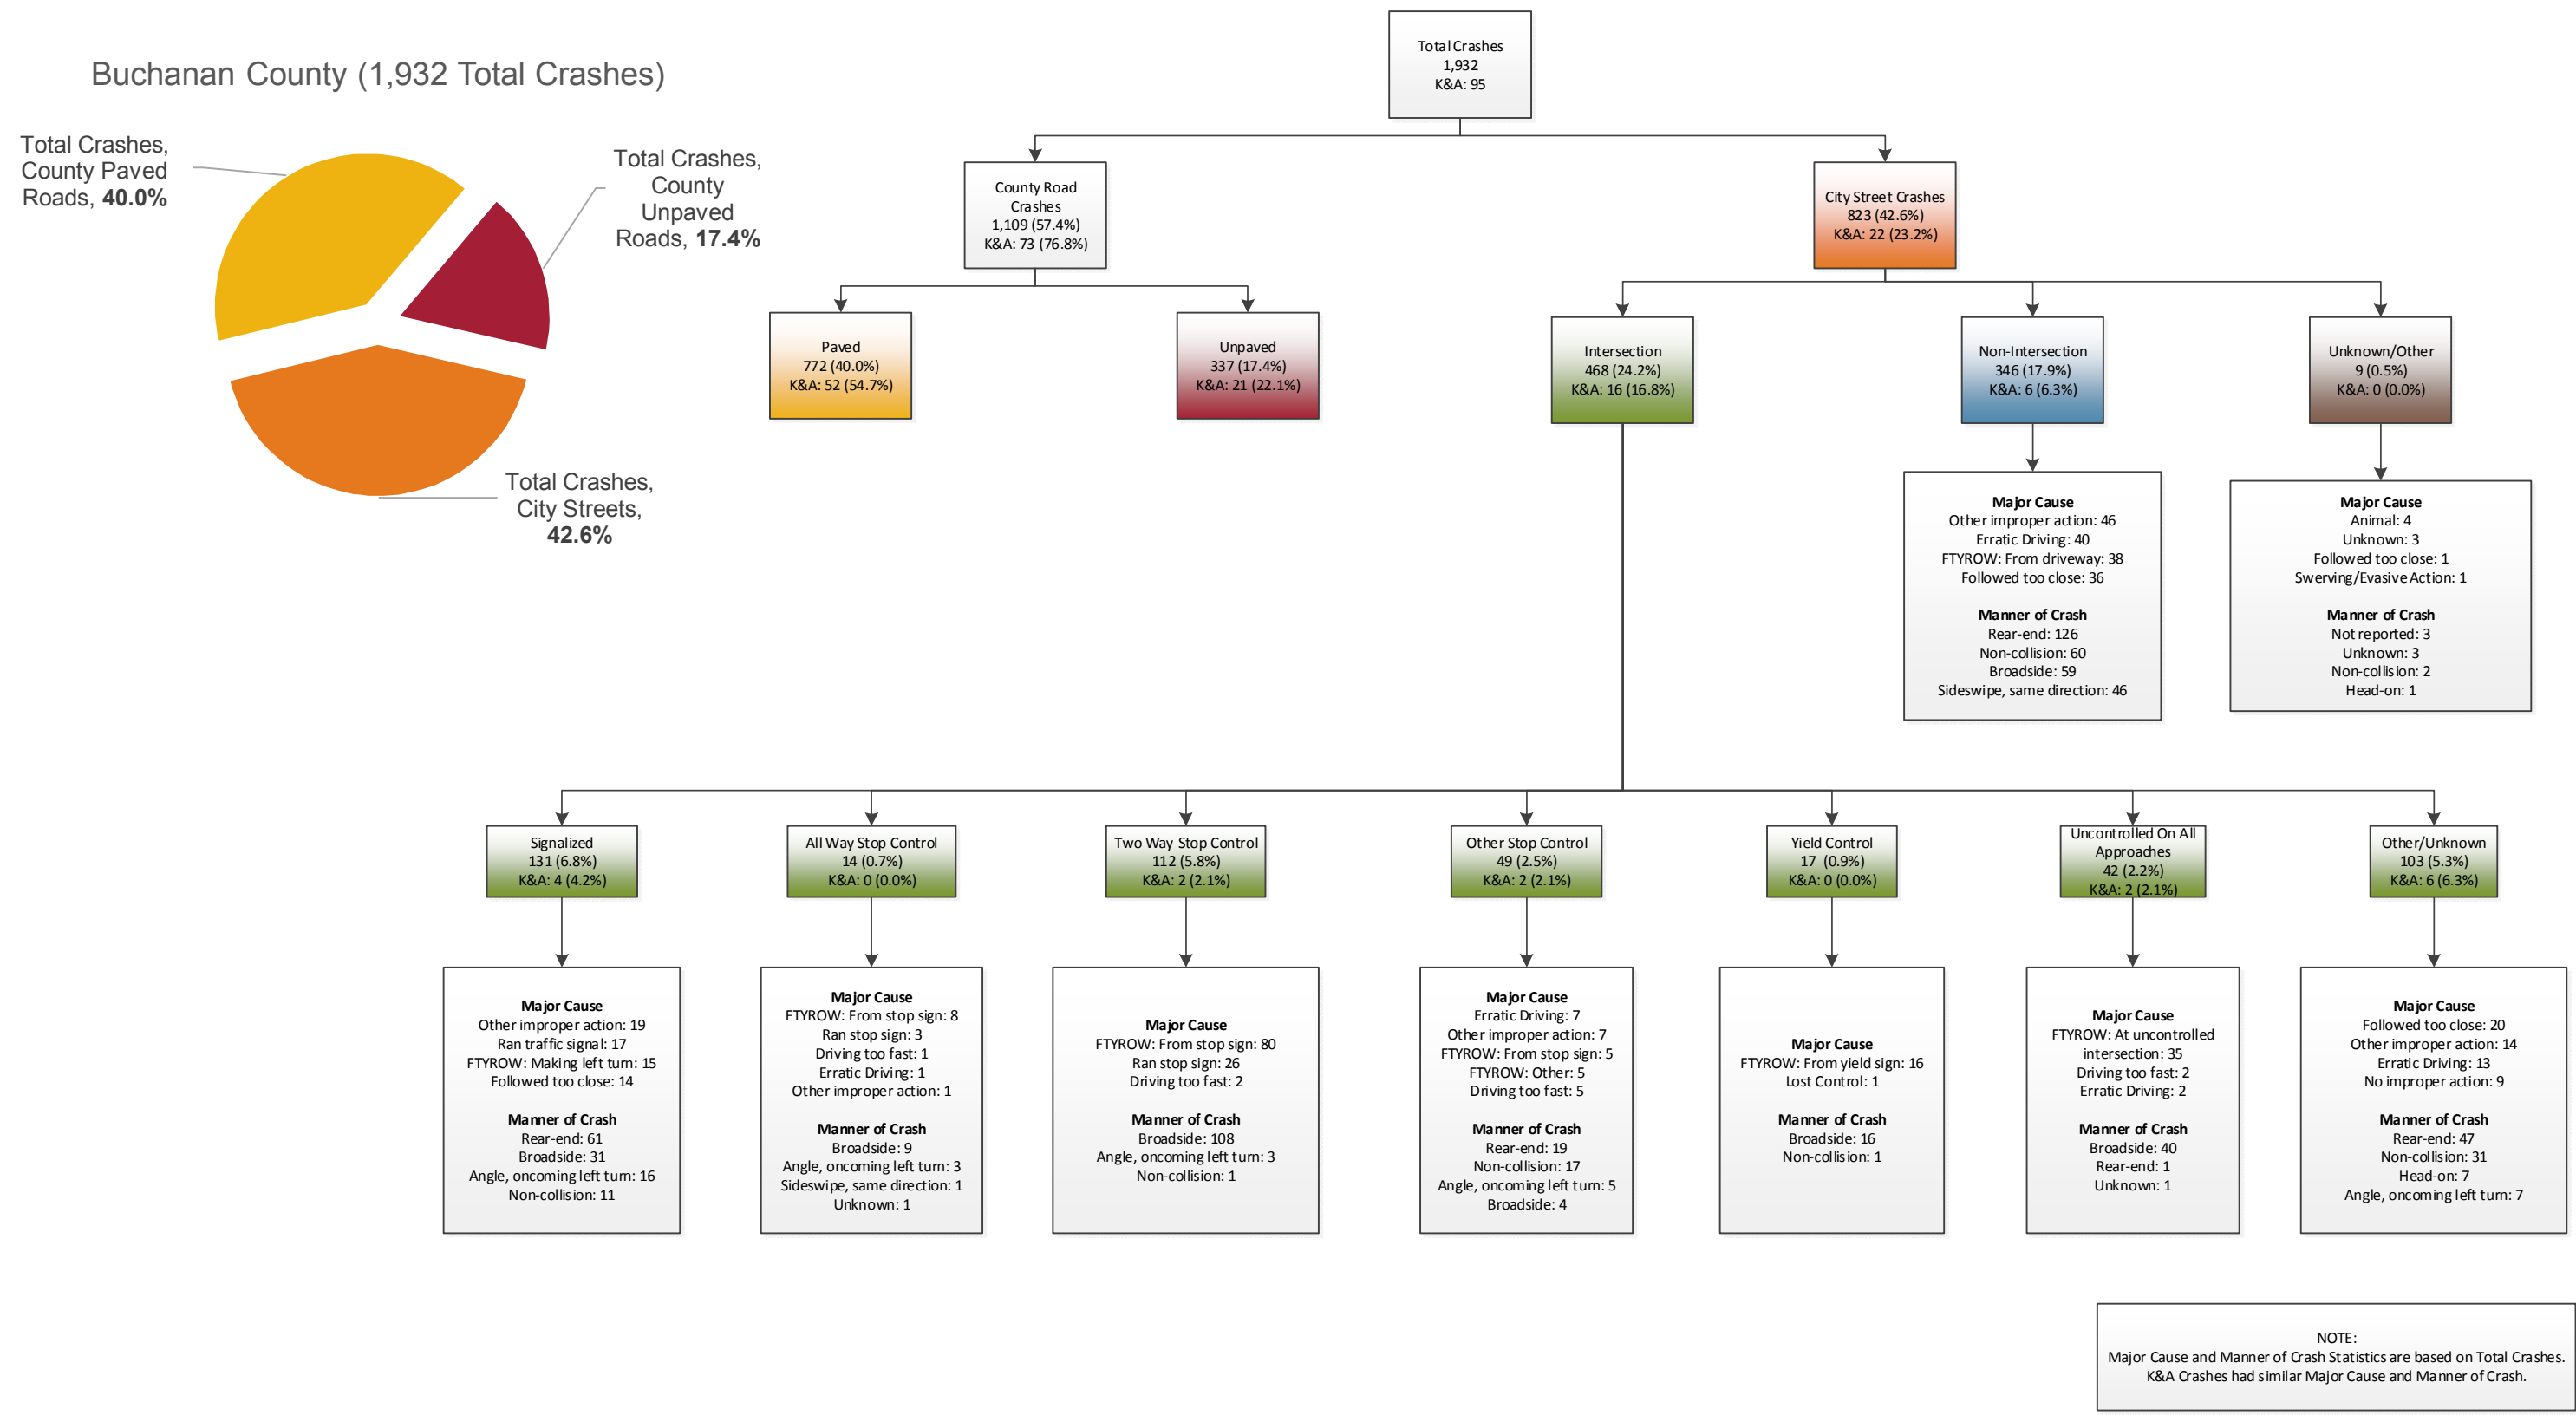 Buchanan County (1,932 Total Crashes)
Total Crashes,
County Paved
Roads, 40.0%
Total Crashes,
County
Unpaved
Roads, 17.4%
Total Crashes,
City Streets,
42.6%
Total Crashes
1,932
K&A: 95
County Road
Crashes
1,109 (57.4%)
K&A: 73 (76.8%)
City Street Crashes
823 (42.6%)
K&A: 22 (23.2%)
Paved
772 (40.0%)
K&A: 52 (54.7%)
Unpaved
337 (17.4%)
K&A: 21 (22.1%)
Intersection
468 (24.2%)
K&A: 16 (16.8%)
Non-Intersection
346 (17.9%)
K&A: 6 (6.3%)
Unknown/Other
9 (0.5%)
K&A: 0 (0.0%)
Major Cause
Other improper action: 46
Erratic Driving: 40
FTYROW: From driveway: 38
Followed too close: 36
Manner of Crash
Rear-end: 126
Non-collision: 60
Broadside: 59
Sideswipe, same direction: 46
Major Cause
Animal: 4
Unknown: 3
Followed too close: 1
Swerving/Evasive Action: 1
Manner of Crash
Not reported: 3
Unknown: 3
Non-collision: 2
Head-on: 1
Signalized
131 (6.8%)
K&A: 4 (4.2%)
All Way Stop Control
14 (0.7%)
K&A: 0 (0.0%)
Two Way Stop Control
112 (5.8%)
K&A: 2 (2.1%)
Other Stop Control
49 (2.5%)
K&A: 2 (2.1%)
Yield Control
17 (0.9%)
K&A: 0 (0.0%)
Uncontrolled On All
Approaches
42 (2.2%)
K&A: 2 (2.1%)
Other/Unknown
103 (5.3%)
K&A: 6 (6.3%)
Major Cause
Other improper action: 19
Ran traffic signal: 17
FTYROW: Making left turn: 15
Followed too close: 14
Manner of Crash
Rear-end: 61
Broadside: 31
Angle, oncoming left turn: 16
Non-collision: 11
Major Cause
FTYROW: From stop sign: 8
Ran stop sign: 3
Driving too fast: 1
Erratic Driving: 1
Other improper action: 1
Manner of Crash
Broadside: 9
Angle, oncoming left turn: 3
Sideswipe, same direction: 1
Unknown: 1
Major Cause
FTYROW: From stop sign: 80
Ran stop sign: 26
Driving too fast: 2
Manner of Crash
Broadside: 108
Angle, oncoming left turn: 3
Non-collision: 1
Major Cause
Erratic Driving: 7
Other improper action: 7
FTYROW: From stop sign: 5
FTYROW: Other: 5
Driving too fast: 5
Manner of Crash
Rear-end: 19
Non-collision: 17
Angle, oncoming left turn: 5
Broadside: 4
Major Cause
FTYROW: From yield sign: 16
Lost Control: 1
Manner of Crash
Broadside: 16
Non-collision: 1
Major Cause
FTYROW: At uncontrolled
intersection: 35
Driving too fast: 2
Erratic Driving: 2
Manner of Crash
Broadside: 40
Rear-end: 1
Unknown: 1
Major Cause
Followed too close: 20
Other improper action: 14
Erratic Driving: 13
No improper action: 9
Manner of Crash
Rear-end: 47
Non-collision: 31
Head-on: 7
Angle, oncoming left turn: 7
NOTE:
Major Cause and Manner of Crash Statistics are based on Total Crashes.
K&A Crashes had similar Major Cause and Manner of Crash.